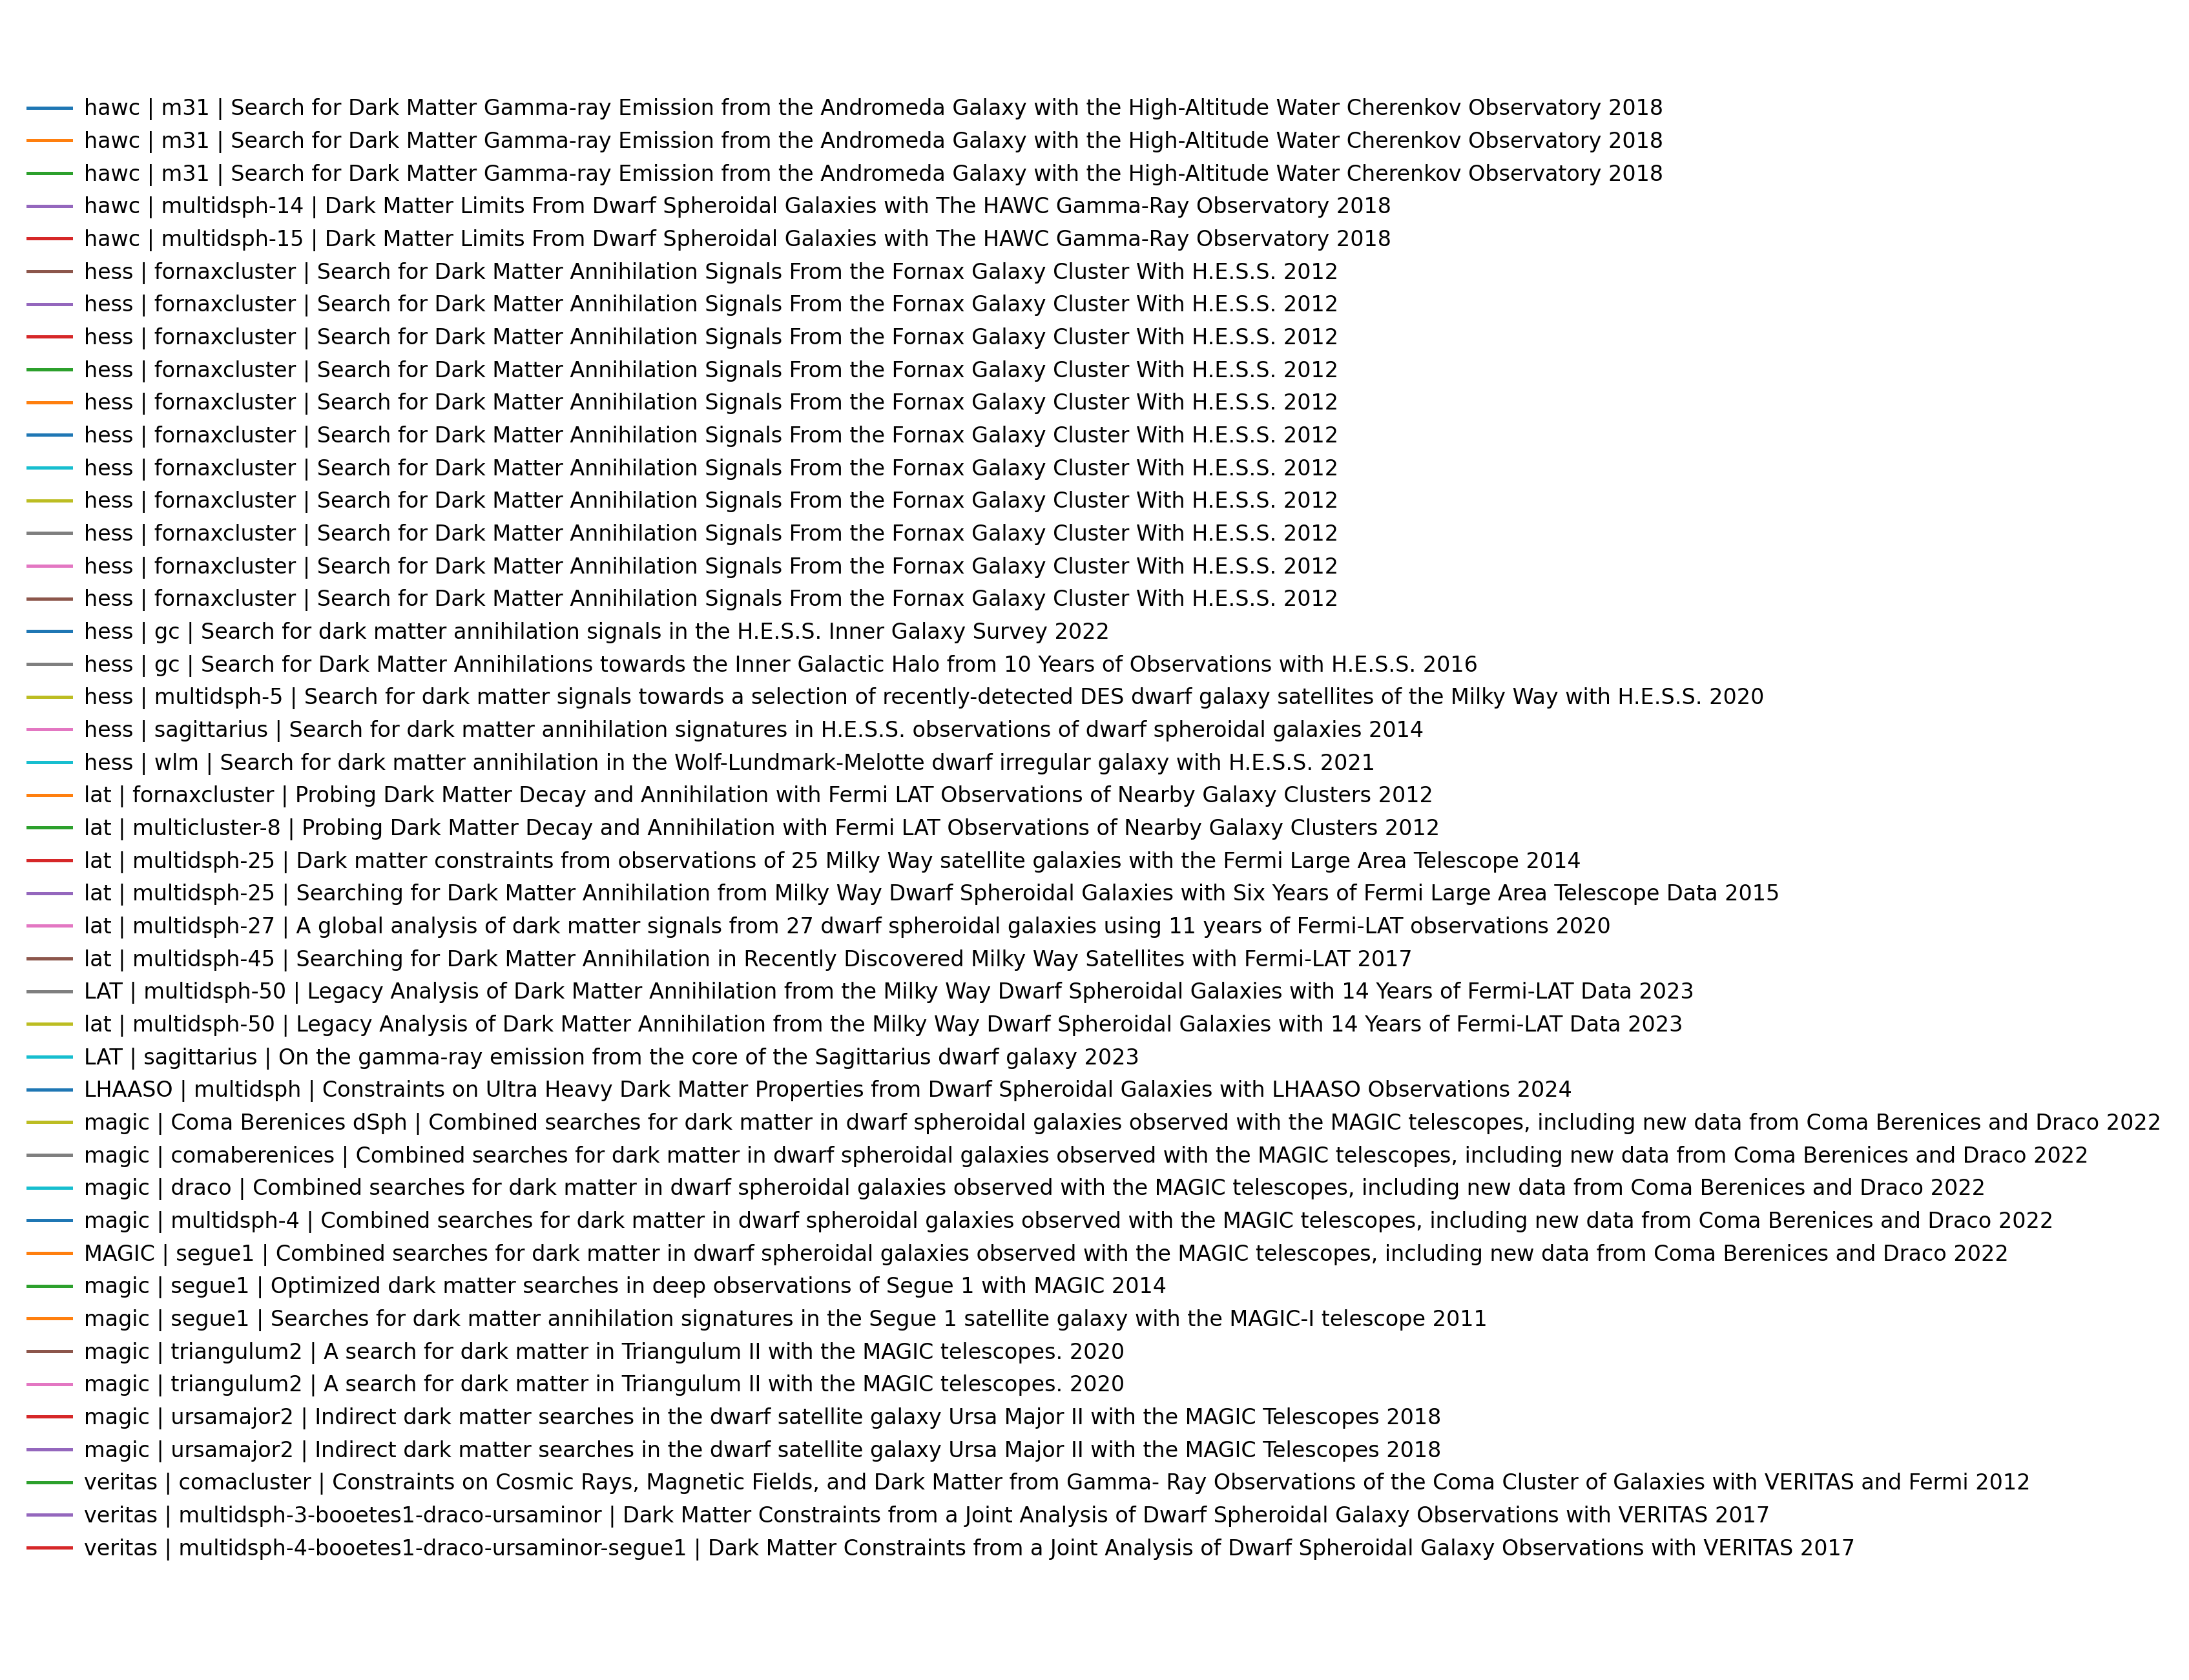 hawc | m31 | Search for Dark Matter Gamma-ray Emission from the Andromeda Galaxy with the High-Altitude Water Cherenkov Observatory 2018
hawc | m31 | Search for Dark Matter Gamma-ray Emission from the Andromeda Galaxy with the High-Altitude Water Cherenkov Observatory 2018
hawc | m31 | Search for Dark Matter Gamma-ray Emission from the Andromeda Galaxy with the High-Altitude Water Cherenkov Observatory 2018
hawc | multidsph-14 | Dark Matter Limits From Dwarf Spheroidal Galaxies with The HAWC Gamma-Ray Observatory 2018
hawc | multidsph-15 | Dark Matter Limits From Dwarf Spheroidal Galaxies with The HAWC Gamma-Ray Observatory 2018
hess | fornaxcluster | Search for Dark Matter Annihilation Signals From the Fornax Galaxy Cluster With H.E.S.S. 2012
hess | fornaxcluster | Search for Dark Matter Annihilation Signals From the Fornax Galaxy Cluster With H.E.S.S. 2012
hess | fornaxcluster | Search for Dark Matter Annihilation Signals From the Fornax Galaxy Cluster With H.E.S.S. 2012
hess | fornaxcluster | Search for Dark Matter Annihilation Signals From the Fornax Galaxy Cluster With H.E.S.S. 2012
hess | fornaxcluster | Search for Dark Matter Annihilation Signals From the Fornax Galaxy Cluster With H.E.S.S. 2012
hess | fornaxcluster | Search for Dark Matter Annihilation Signals From the Fornax Galaxy Cluster With H.E.S.S. 2012
hess | fornaxcluster | Search for Dark Matter Annihilation Signals From the Fornax Galaxy Cluster With H.E.S.S. 2012
hess | fornaxcluster | Search for Dark Matter Annihilation Signals From the Fornax Galaxy Cluster With H.E.S.S. 2012
hess | fornaxcluster | Search for Dark Matter Annihilation Signals From the Fornax Galaxy Cluster With H.E.S.S. 2012
hess | fornaxcluster | Search for Dark Matter Annihilation Signals From the Fornax Galaxy Cluster With H.E.S.S. 2012
hess | fornaxcluster | Search for Dark Matter Annihilation Signals From the Fornax Galaxy Cluster With H.E.S.S. 2012
hess | gc | Search for dark matter annihilation signals in the H.E.S.S. Inner Galaxy Survey 2022
hess | gc | Search for Dark Matter Annihilations towards the Inner Galactic Halo from 10 Years of Observations with H.E.S.S. 2016
hess | multidsph-5 | Search for dark matter signals towards a selection of recently-detected DES dwarf galaxy satellites of the Milky Way with H.E.S.S. 2020
hess | sagittarius | Search for dark matter annihilation signatures in H.E.S.S. observations of dwarf spheroidal galaxies 2014
hess | wlm | Search for dark matter annihilation in the Wolf-Lundmark-Melotte dwarf irregular galaxy with H.E.S.S. 2021
lat | fornaxcluster | Probing Dark Matter Decay and Annihilation with Fermi LAT Observations of Nearby Galaxy Clusters 2012
lat | multicluster-8 | Probing Dark Matter Decay and Annihilation with Fermi LAT Observations of Nearby Galaxy Clusters 2012
lat | multidsph-25 | Dark matter constraints from observations of 25 Milky Way satellite galaxies with the Fermi Large Area Telescope 2014
lat | multidsph-25 | Searching for Dark Matter Annihilation from Milky Way Dwarf Spheroidal Galaxies with Six Years of Fermi Large Area Telescope Data 2015
lat | multidsph-27 | A global analysis of dark matter signals from 27 dwarf spheroidal galaxies using 11 years of Fermi-LAT observations 2020
lat | multidsph-45 | Searching for Dark Matter Annihilation in Recently Discovered Milky Way Satellites with Fermi-LAT 2017
LAT | multidsph-50 | Legacy Analysis of Dark Matter Annihilation from the Milky Way Dwarf Spheroidal Galaxies with 14 Years of Fermi-LAT Data 2023
lat | multidsph-50 | Legacy Analysis of Dark Matter Annihilation from the Milky Way Dwarf Spheroidal Galaxies with 14 Years of Fermi-LAT Data 2023
LAT | sagittarius | On the gamma-ray emission from the core of the Sagittarius dwarf galaxy 2023
LHAASO | multidsph | Constraints on Ultra Heavy Dark Matter Properties from Dwarf Spheroidal Galaxies with LHAASO Observations 2024
magic | Coma Berenices dSph | Combined searches for dark matter in dwarf spheroidal galaxies observed with the MAGIC telescopes, including new data from Coma Berenices and Draco 2022
magic | comaberenices | Combined searches for dark matter in dwarf spheroidal galaxies observed with the MAGIC telescopes, including new data from Coma Berenices and Draco 2022
magic | draco | Combined searches for dark matter in dwarf spheroidal galaxies observed with the MAGIC telescopes, including new data from Coma Berenices and Draco 2022
magic | multidsph-4 | Combined searches for dark matter in dwarf spheroidal galaxies observed with the MAGIC telescopes, including new data from Coma Berenices and Draco 2022
MAGIC | segue1 | Combined searches for dark matter in dwarf spheroidal galaxies observed with the MAGIC telescopes, including new data from Coma Berenices and Draco 2022
magic | segue1 | Optimized dark matter searches in deep observations of Segue 1 with MAGIC 2014
magic | segue1 | Searches for dark matter annihilation signatures in the Segue 1 satellite galaxy with the MAGIC-I telescope 2011
magic | triangulum2 | A search for dark matter in Triangulum II with the MAGIC telescopes. 2020
magic | triangulum2 | A search for dark matter in Triangulum II with the MAGIC telescopes. 2020
magic | ursamajor2 | Indirect dark matter searches in the dwarf satellite galaxy Ursa Major II with the MAGIC Telescopes 2018
magic | ursamajor2 | Indirect dark matter searches in the dwarf satellite galaxy Ursa Major II with the MAGIC Telescopes 2018
veritas | comacluster | Constraints on Cosmic Rays, Magnetic Fields, and Dark Matter from Gamma- Ray Observations of the Coma Cluster of Galaxies with VERITAS and Fermi 2012
veritas | multidsph-3-booetes1-draco-ursaminor | Dark Matter Constraints from a Joint Analysis of Dwarf Spheroidal Galaxy Observations with VERITAS 2017
veritas | multidsph-4-booetes1-draco-ursaminor-segue1 | Dark Matter Constraints from a Joint Analysis of Dwarf Spheroidal Galaxy Observations with VERITAS 2017